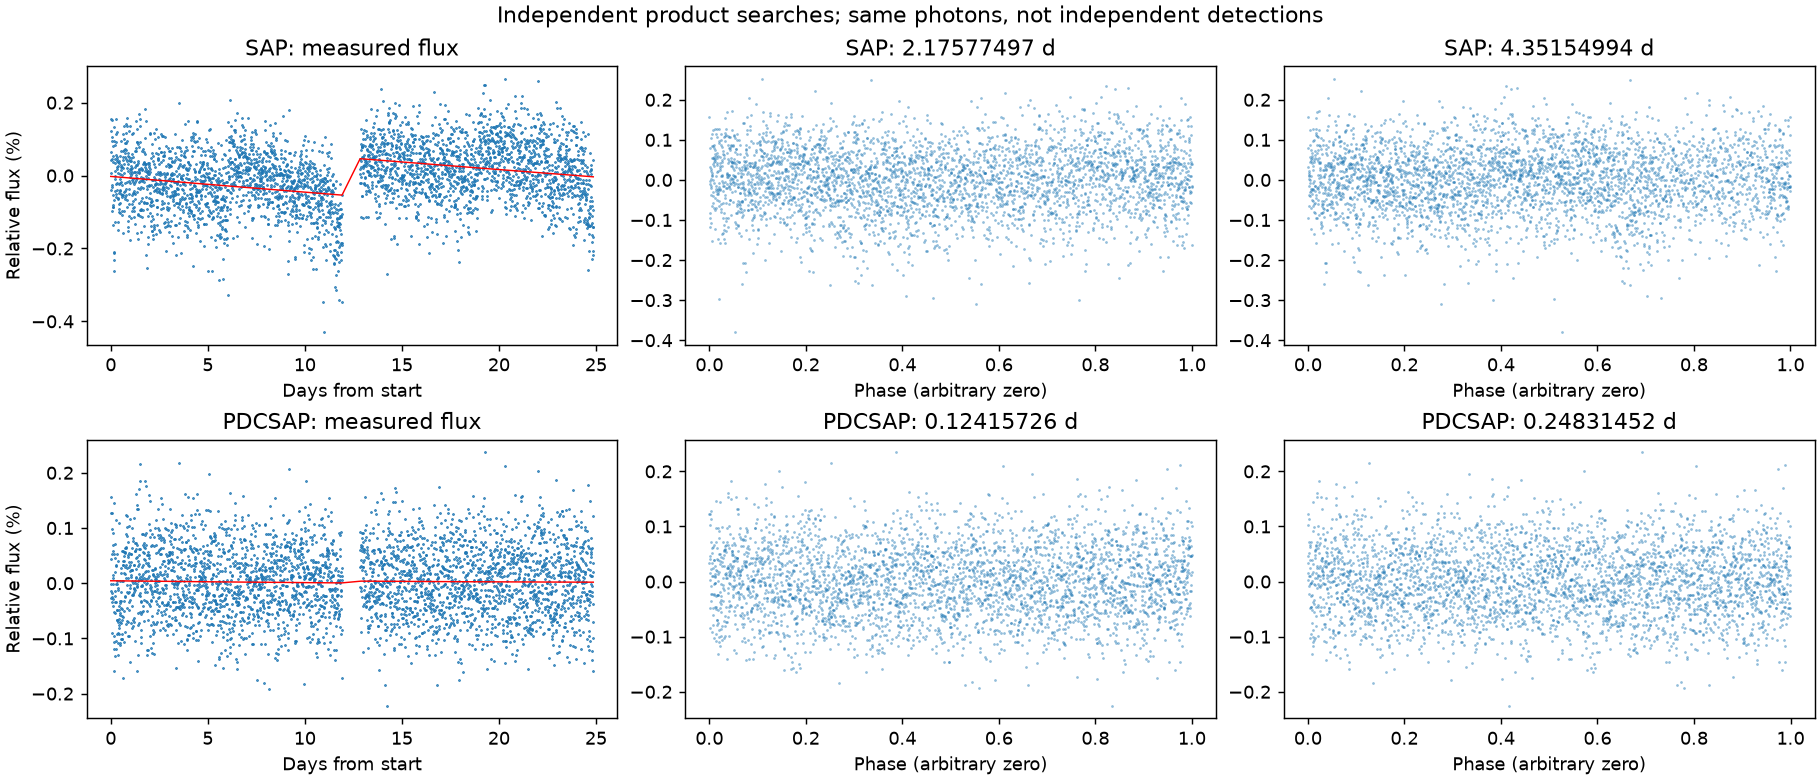 Independent product searches; same photons, not independent detections
SAP: measured flux
SAP: 2.17577497 d
SAP: 4.35154994 d
Relative flux (%)
0.2
0.0
−0.2
−0.4
0 5 10 15 20 25
Days from start
0.2
0.1
0.0
−0.1
−0.2
−0.3
−0.4
0.0 0.2 0.4 0.6 0.8 1.0
Phase (arbitrary zero)
0.2
0.1
0.0
−0.1
−0.2
−0.3
−0.4
0.0 0.2 0.4 0.6 0.8 1.0
Phase (arbitrary zero)
PDCSAP: measured flux
PDCSAP: 0.12415726 d
PDCSAP: 0.24831452 d
Relative flux (%)
0.2
0.1
0.0
−0.1
−0.2
0 5 10 15 20 25
Days from start
0.2
0.1
0.0
−0.1
−0.2
0.0 0.2 0.4 0.6 0.8 1.0
Phase (arbitrary zero)
0.2
0.1
0.0
−0.1
−0.2
0.0 0.2 0.4 0.6 0.8 1.0
Phase (arbitrary zero)